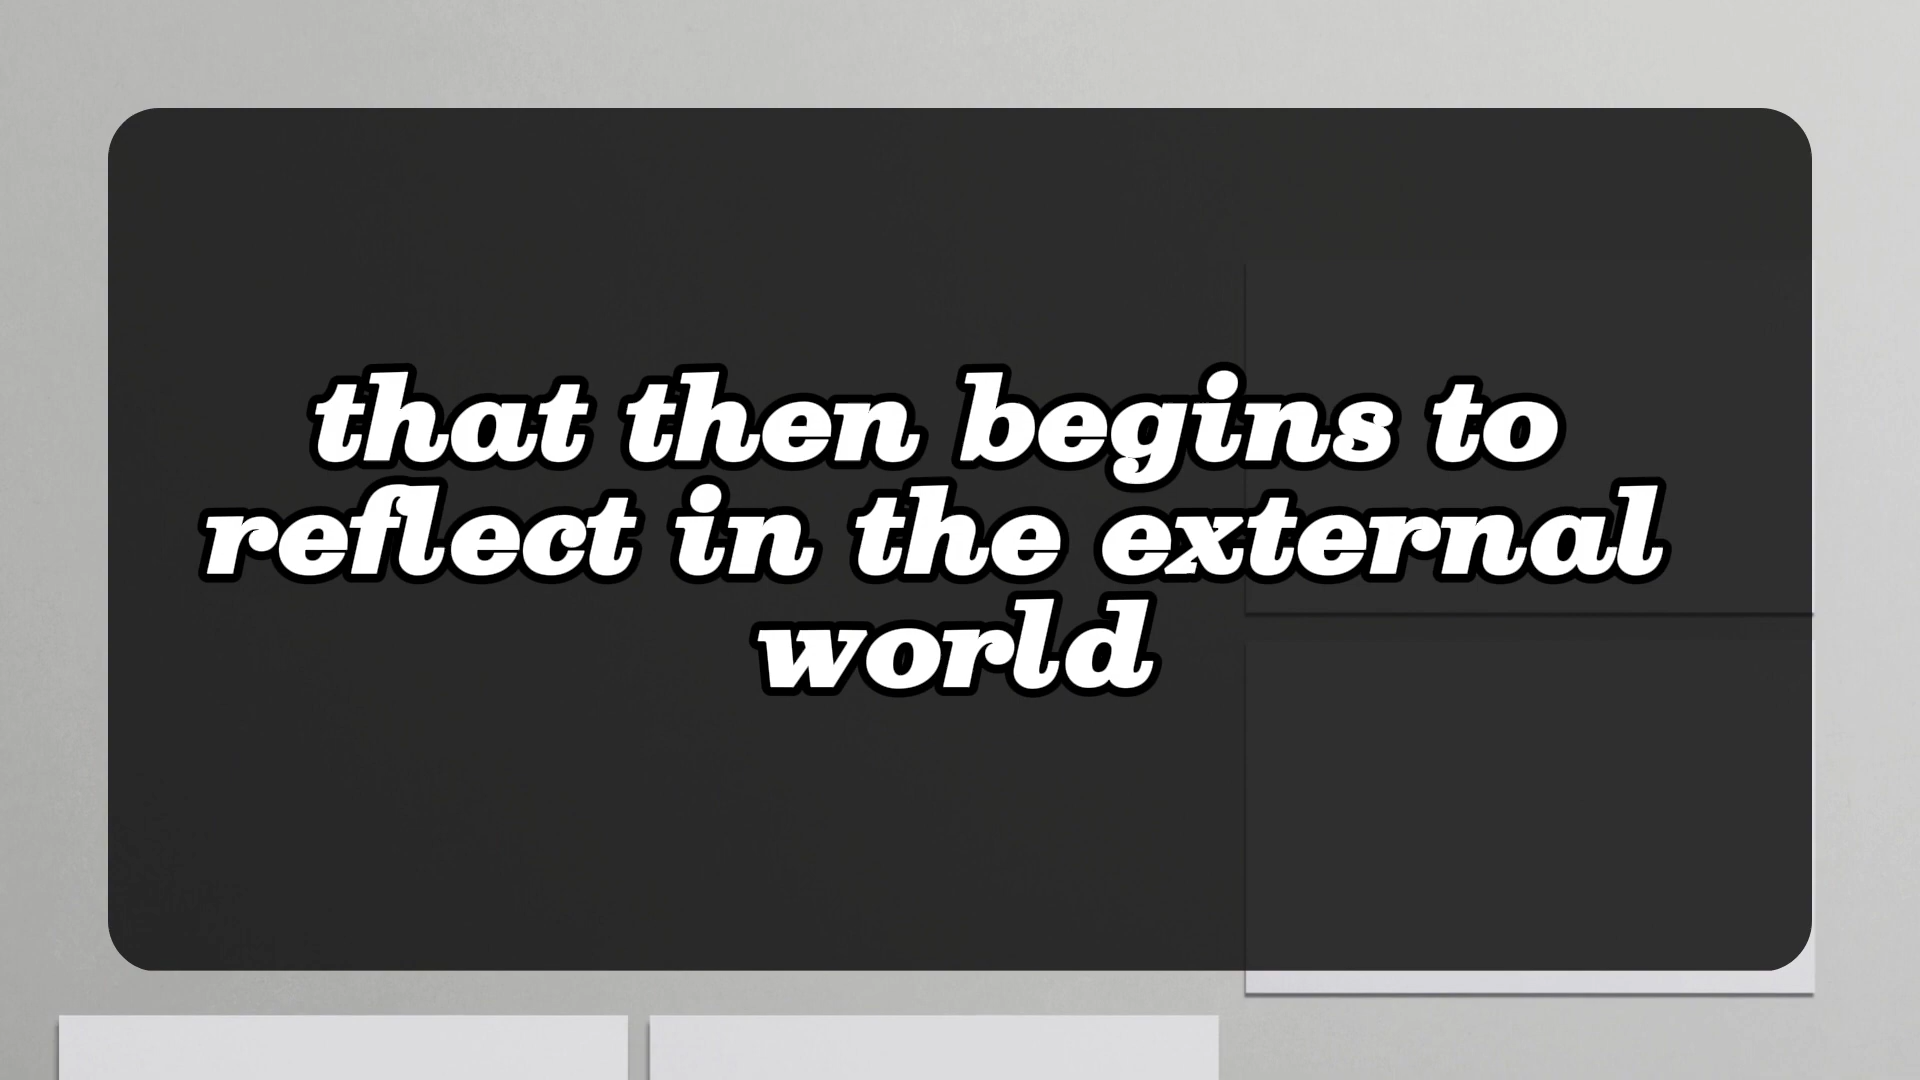 that then begins to
reflect in the external
world